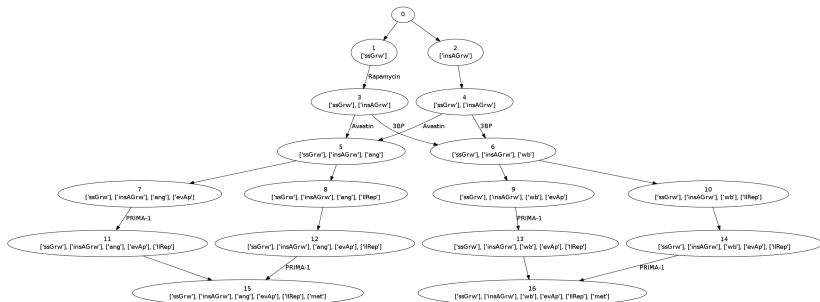 0
1
['ssGrw']
2
['insAGrw']
Rapamycin
3
['ssGrw'], ['insAGrw']
4
['ssGrw'], ['insAGrw']
Avastin
3BP
Avastin
3BP
5
['ssGrw'], ['insAGrw'], ['ang']
6
['ssGrw'], ['insAGrw'], ['wb']
7
['ssGrw'], ['insAGrw'], ['ang'], ['evAp']
8
['ssGrw'], ['insAGrw'], ['ang'], ['llRep']
9
['ssGrw'], ['insAGrw'], ['wb'], ['evAp']
10
['ssGrw'], ['insAGrw'], ['wb'], ['llRep']
PRIMA-1
PRIMA-1
11
['ssGrw'], ['insAGrw'], ['ang'], ['evAp'], ['llRep']
12
['ssGrw'], ['insAGrw'], ['ang'], ['evAp'], ['llRep']
13
['ssGrw'], ['insAGrw'], ['wb'], ['evAp'], ['llRep']
14
['ssGrw'], ['insAGrw'], ['wb'], ['evAp'], ['llRep']
PRIMA-1
PRIMA-1
15
['ssGrw'], ['insAGrw'], ['ang'], ['evAp'], ['llRep'], ['met']
16
['ssGrw'], ['insAGrw'], ['wb'], ['evAp'], ['llRep'], ['met']